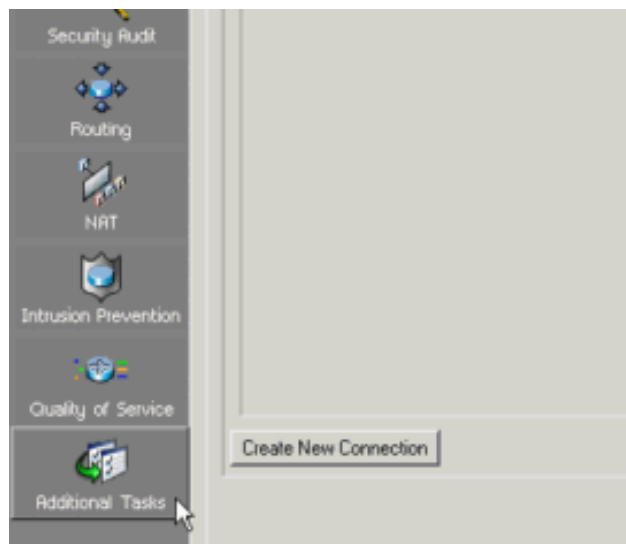 Security Audit
Routing
NAT
Intrusion Prevention
Quality of Service
Additional Tasks
Create New Connection